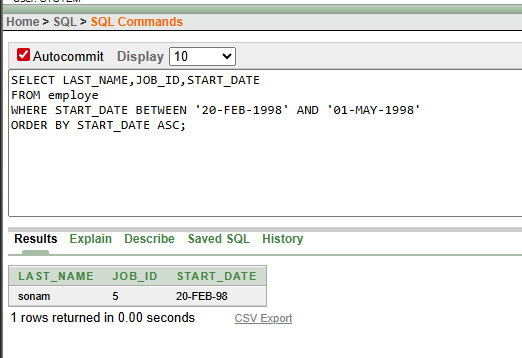 User: SYSTEM
Home > SQL > SQL Commands
Autocommit Display 10
SELECT LAST_NAME,JOB_ID,START_DATE
FROM employe
WHERE START_DATE BETWEEN '20-FEB-1998' AND '01-MAY-1998'
ORDER BY START_DATE ASC;
Results Explain Describe Saved SQL History
LAST_NAME JOB_ID START_DATE
sonam 5 20-FEB-98
1 rows returned in 0.00 seconds CSV Export